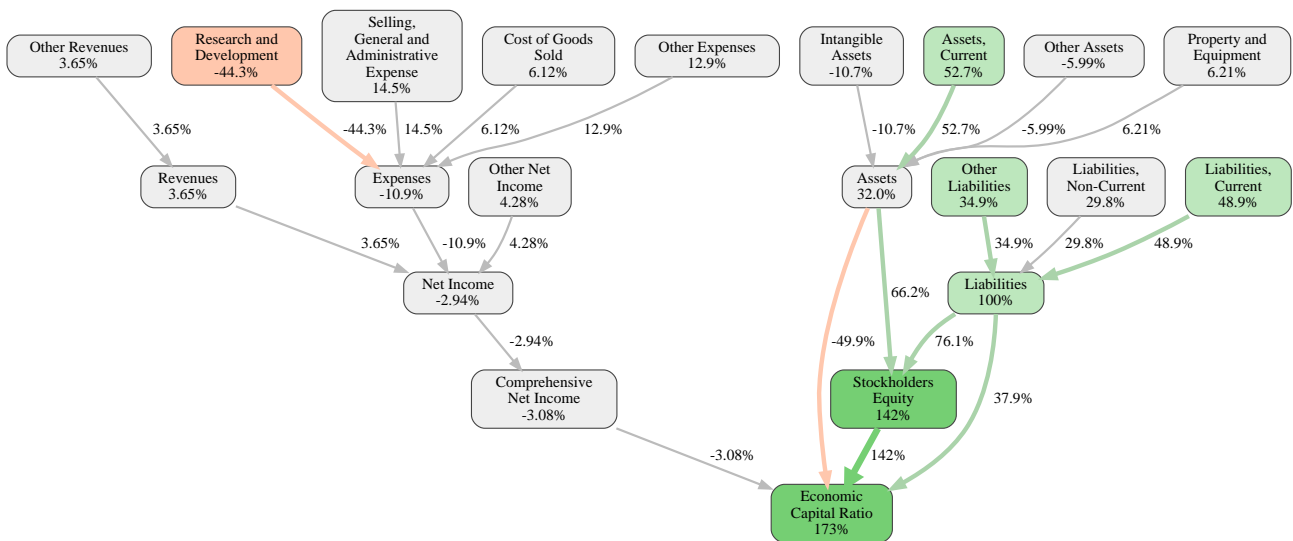 Other Revenues
3.65%
Research and
Development
-44.3%
Selling,
General and
Administrative
Expense
14.5%
Cost of Goods
Sold
6.12%
Other Expenses
12.9%
Intangible
Assets
-10.7%
Assets,
Current
52.7%
Other Assets
-5.99%
Property and
Equipment
6.21%
3.65%
-44.3%
14.5%
6.12%
12.9%
-10.7%
52.7%
-5.99%
6.21%
Revenues
3.65%
Expenses
-10.9%
Other Net
Income
4.28%
Assets
32.0%
Other
Liabilities
34.9%
Liabilities,
Non-Current
29.8%
Liabilities,
Current
48.9%
3.65%
-10.9%
4.28%
34.9%
29.8%
48.9%
Net Income
-2.94%
66.2%
Liabilities
100%
-2.94%
-49.9%
76.1%
Comprehensive
Net Income
-3.08%
Stockholders
Equity
142%
37.9%
-3.08%
142%
Economic
Capital Ratio
173%